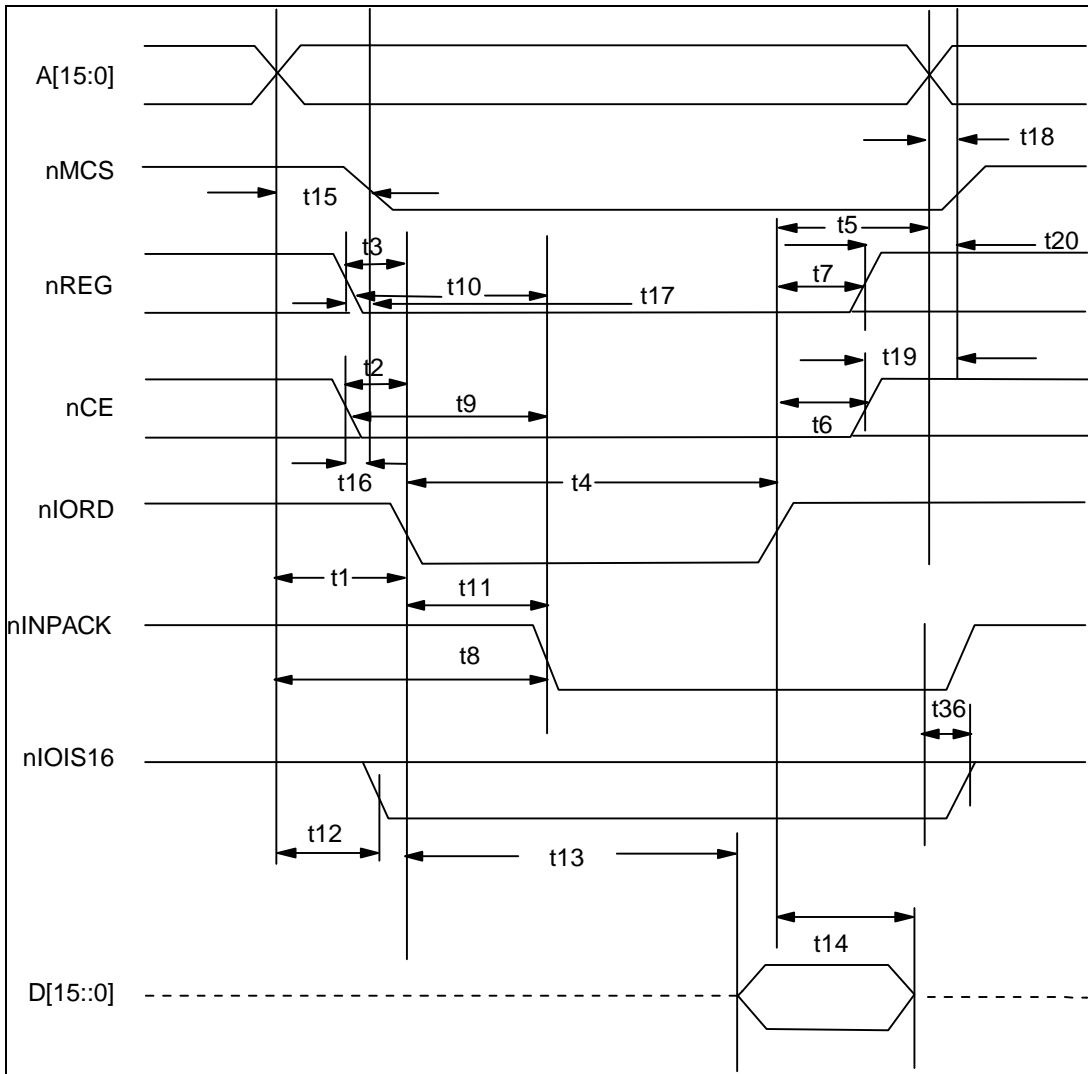 A[15:0]
t18
nMCS
t15
t5
t3
t20
nREG
t10
t7
t17
t2
t19
nCE
t9
t6
t16
t4
nIORD
t1
t11
nINPACK
t8
t36
nIOIS16
t12
t13
t14
D[15::0]